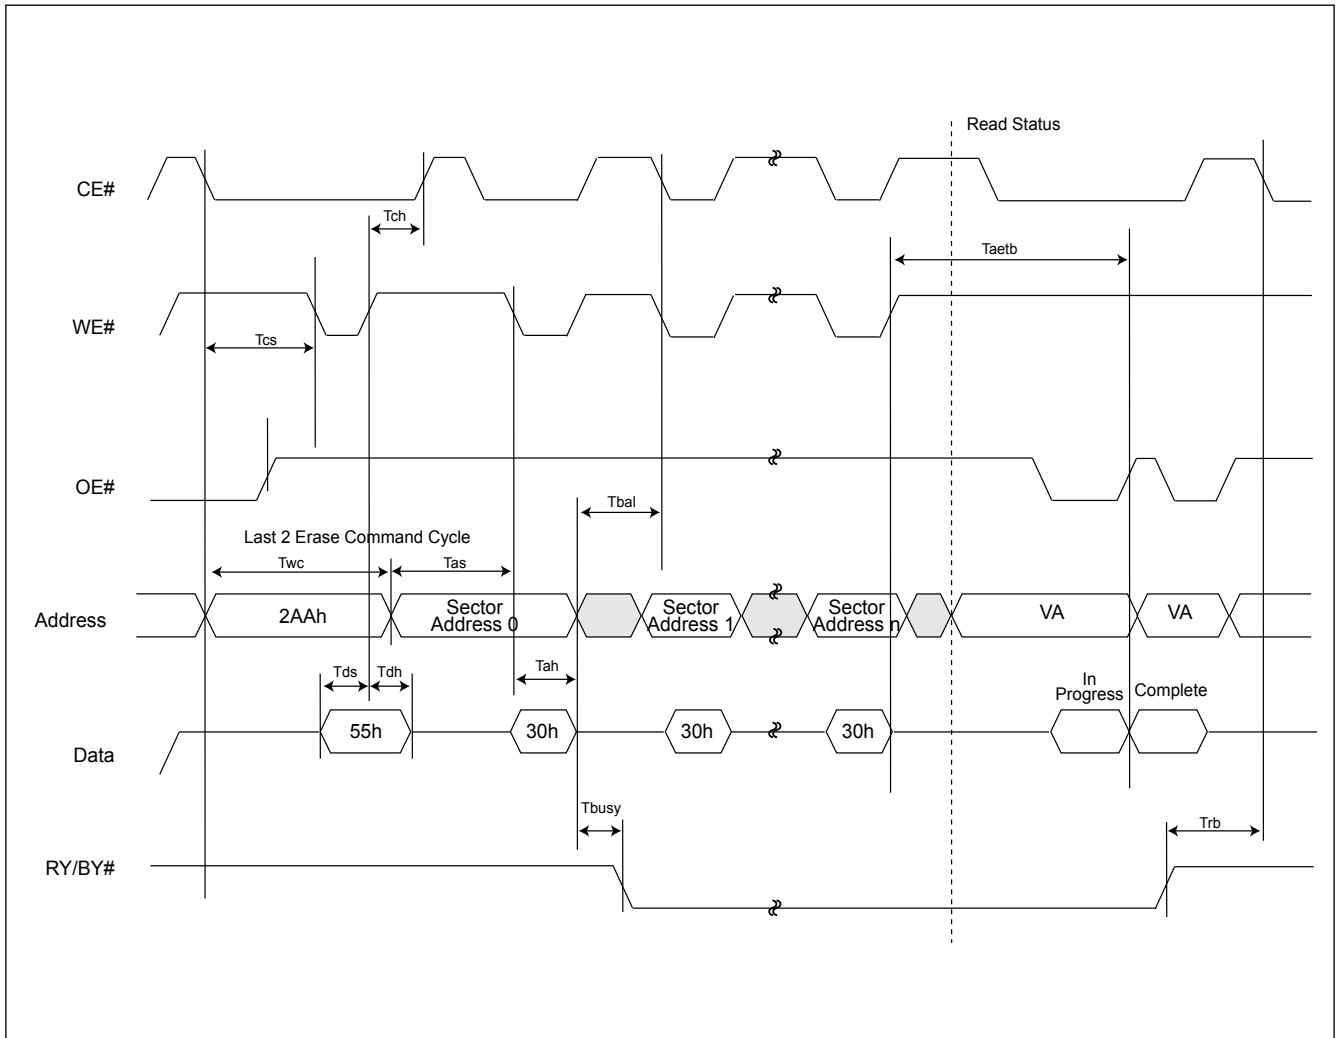 Read Status
CE#
Tch
Taetb
WE#
Tcs
OE#
Tbal
Last 2 Erase Command Cycle
Twc
Tas
Address
2AAh
Sector
Address 0
Sector
Address 1
Sector
Address n
VA
VA
Tds
Tdh
Tah
In
Progress
Complete
Data
55h
30h
30h
30h
Tbusy
Trb
RY/BY#